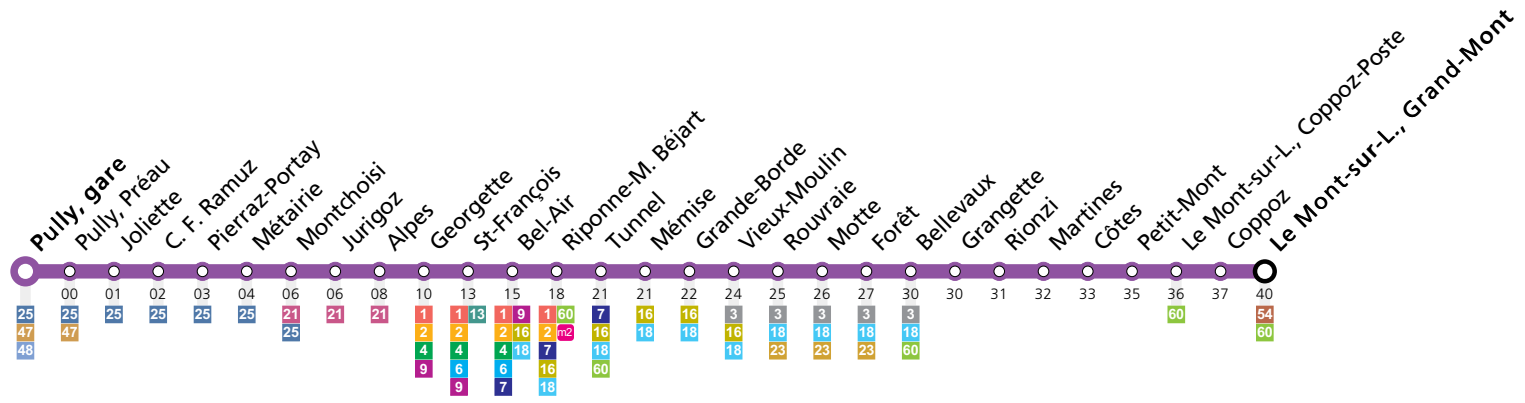 Pully, gare
Pully, Préau
Joliette
C. F. Ramuz
Pierraz-Portay
Métairie
Montchoisi
Jurigoz
Alpes
Georgette
St-François
Bel-Air
Riponne-M. Béjart
Tunnel
Mémise
Grande-Borde
Vieux-Moulin
Rouvraie
Motte
Forêt
Bellevaux
Grangette
Rionzi
Martines
Côtes
Petit-Mont
Le Mont-sur-L., Coppoz-Poste
Coppoz
Le Mont-sur-L., Grand-Mont
00 01 02 03 04 06 06 08 10 13 15 18 21 21 22 24 25 26 27 30 30 31 32 33 35 36 37 40
25 25 25 25 25 25 21 21 21 1 1 13 1 9 1 60 7 16 16 3 3 3 3 3 60 54
47 47 25 2 2 2 16 2 m2 16 18 18 16 18 18 18 18 60
48 4 4 4 18 7 18 18 23 23 23 60
9 6 6 16 60
9 7 18